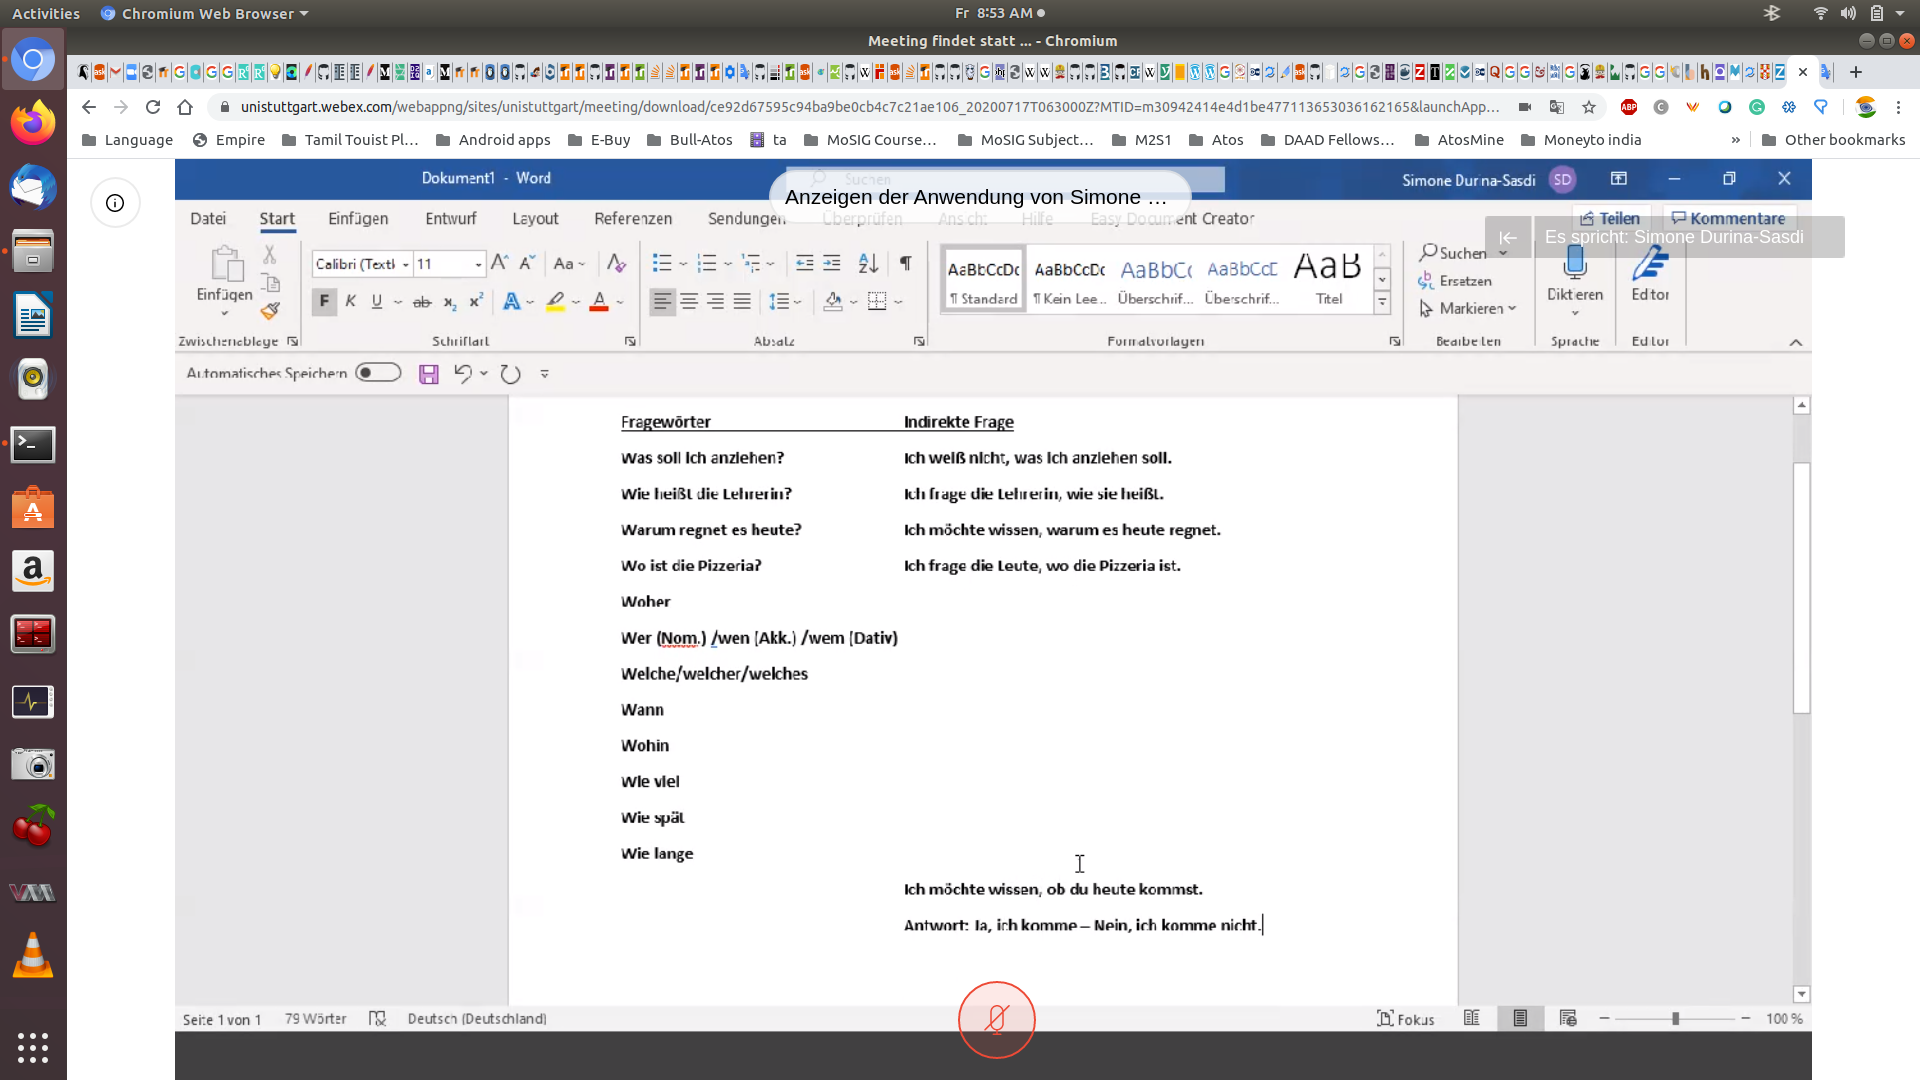 Activities
Chromium Web Browser
Fr 8:53 AM
Meeting findet statt ... - Chromium
unistuttgart.webex.com/webappng/sites/unistuttgart/meeting/download/ce92d67595c94ba9be0cb4c7c21ae106_20200717T063000Z?MTID=m30942414e4d1be477113653036162165&launchApp...
Language Empire Tamil Touist Pl... Android apps E-Buy Bull-Atos ta MoSIG Course... MoSIG Subject... M2S1 Atos DAAD Fellows... AtosMine Moneyto india » Other bookmarks
Dokument1 - Word
Suchen
Simone Durina-Sasdi SD
Anzeigen der Anwendung von Simone ...
Datei Start Einfügen Entwurf Layout Referenzen Sendungen Überprüfen Ansicht Hilfe Easy Document Creator Teilen Kommentare
Es spricht: Simone Durina-Sasdi
Calibri (Textk 11 Aa
AaBbCcDc AaBbCcDc AaBbCc AaBbCcE AaB
Suchen
Einfügen
F K U ab x₂ x² A A
¶ Standard ¶ Kein Lee... Überschrif... Überschrif... Titel
Ersetzen
Markieren
Diktieren Editor
Zwischenablage Schriftart Absatz Formatvorlagen Bearbeiten Sprache Editor
Automatisches Speichern
Fragewörter Indirekte Frage
Was soll ich anziehen? Ich weiß nicht, was ich anziehen soll.
Wie heißt die Lehrerin? Ich frage die Lehrerin, wie sie heißt.
Warum regnet es heute? Ich möchte wissen, warum es heute regnet.
Wo ist die Pizzeria? Ich frage die Leute, wo die Pizzeria ist.
Woher
Wer (Nom.) /wen (Akk.) /wem (Dativ)
Welche/welcher/welches
Wann
Wohin
Wie viel
Wie spät
Wie lange
Ich möchte wissen, ob du heute kommst.
Antwort: Ja, ich komme – Nein, ich komme nicht.
Seite 1 von 1 79 Wörter Deutsch (Deutschland) Fokus 100 %